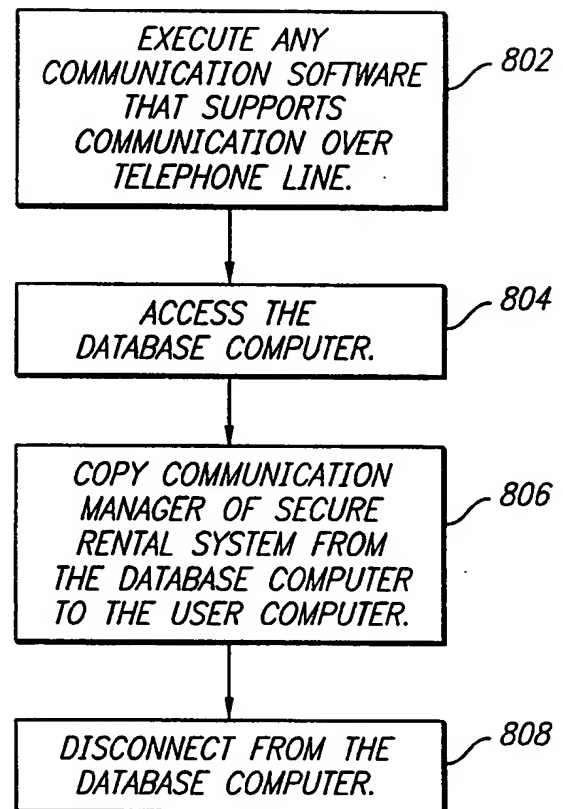 EXECUTE ANY
COMMUNICATION SOFTWARE
THAT SUPPORTS
COMMUNICATION OVER
TELEPHONE LINE.
802
ACCESS THE
DATABASE COMPUTER.
804
COPY COMMUNICATION
MANAGER OF SECURE
RENTAL SYSTEM FROM
THE DATABASE COMPUTER
TO THE USER COMPUTER.
806
DISCONNECT FROM THE
DATABASE COMPUTER.
808